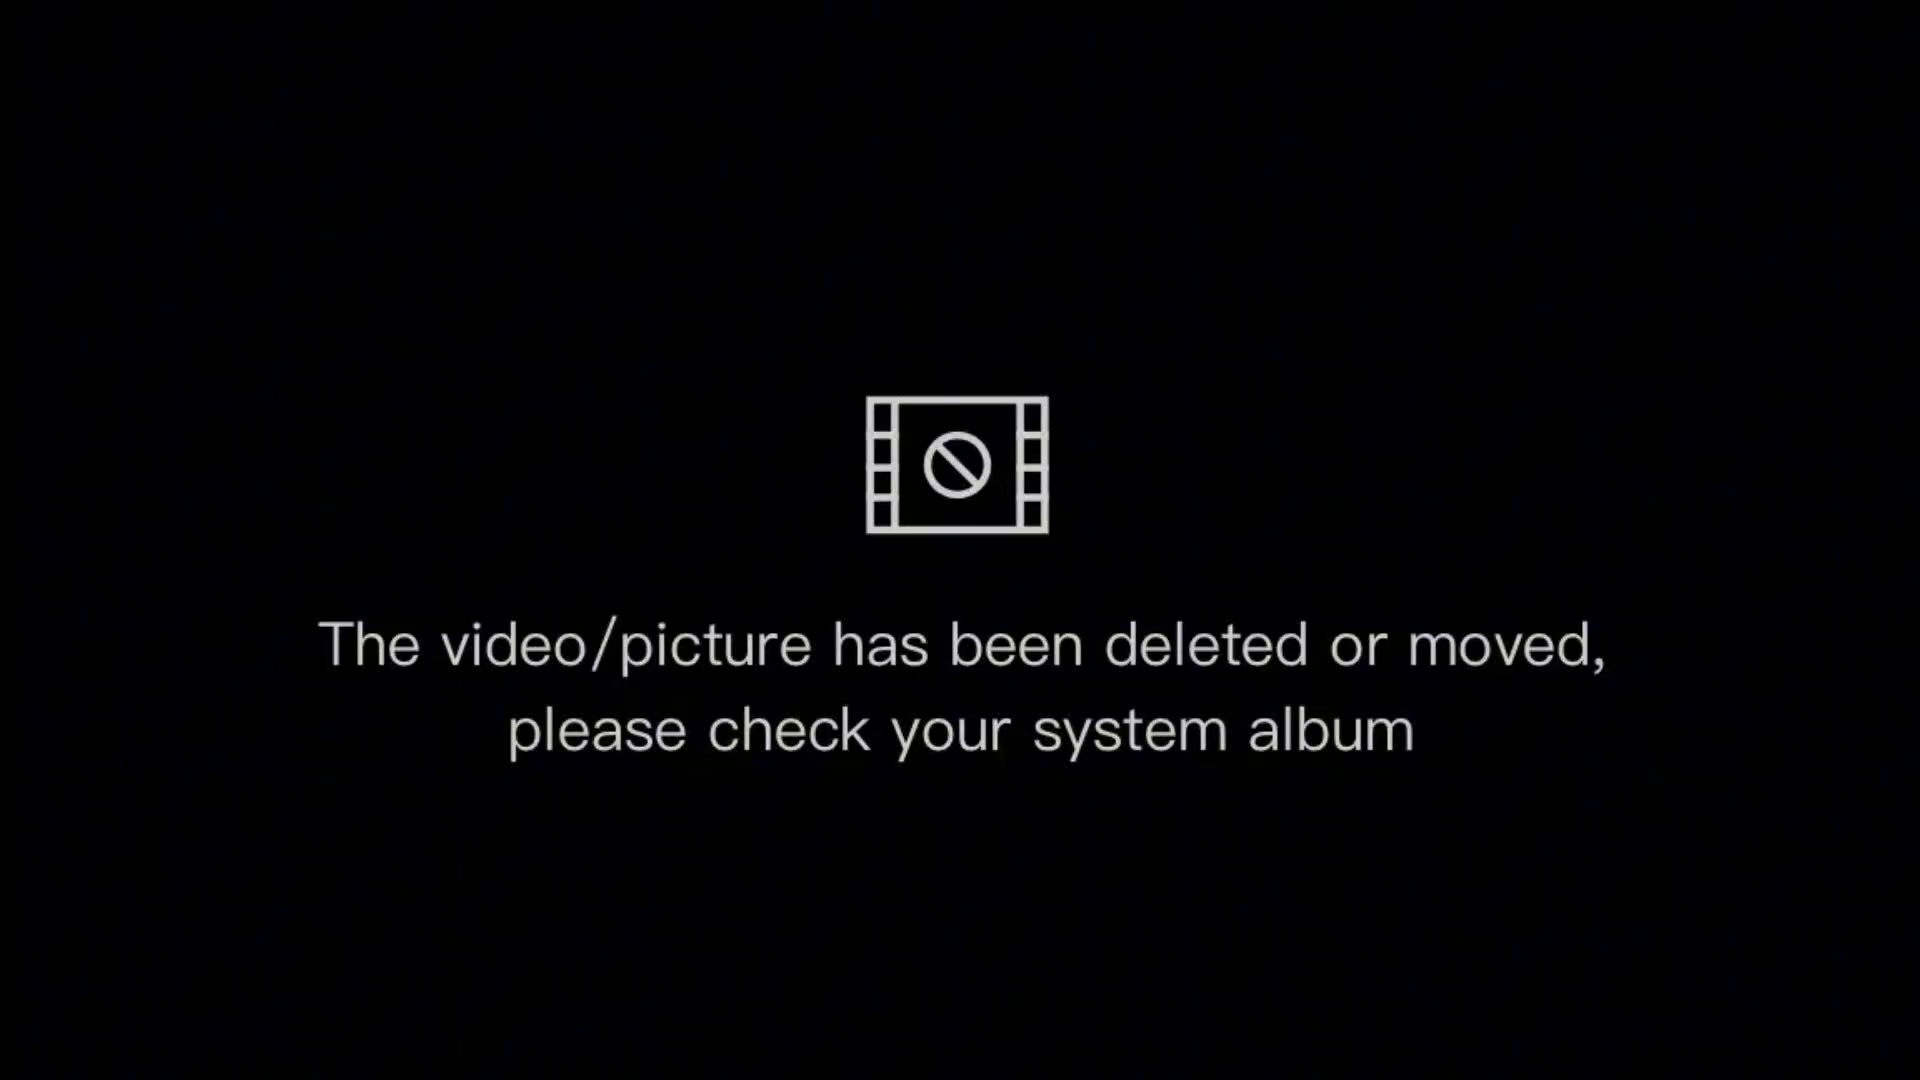 The video/picture has been deleted or moved,
please check your system album